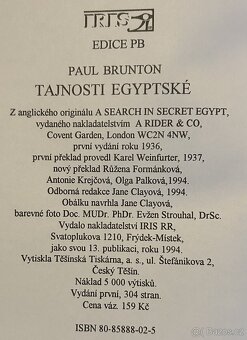 IRIS
EDICE PB
PAUL BRUNTON
TAJNOSTI EGYPTSKÉ
Z anglického originálu A SEARCH IN SECRET EGYPT,
vydaného nakladatelstvím A RIDER & CO,
Covent Garden, London WC2N 4NW,
první vydání roku 1936,
první překlad provedl Karel Weinfurter, 1937,
nový překlad Růžena Formánková,
Antonie Krejčová, Olga Palková, 1994.
Odborná redakce Jane Clayová, 1994.
Obálku navrhla Jane Clayová,
barevné foto Doc. MUDr. PhDr. Evžen Strouhal, DrSc.
Vydalo nakladatelství IRIS RR,
Svatoplukova 1210, Frýdek-Místek,
jako svou 13. publikaci, roku 1994.
Vytiskla Těšínská Tiskárna, a. s., ul. Štefánikova 2,
Český Těšín.
Náklad 5 000 výtisků.
Vydání první, 304 stran.
Cena váz. 159 Kč
ISBN 80-85888-02-5